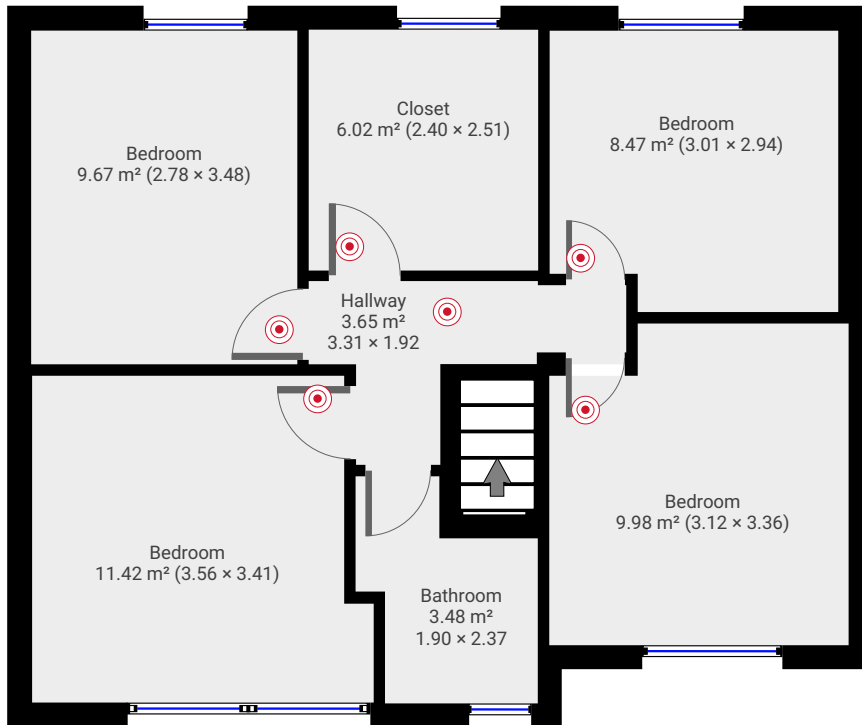 Closet
6.02 m² (2.40 × 2.51)
Bedroom
8.47 m² (3.01 × 2.94)
Bedroom
9.67 m² (2.78 × 3.48)
Hallway
3.65 m²
3.31 × 1.92
Bedroom
9.98 m² (3.12 × 3.36)
Bedroom
11.42 m² (3.56 × 3.41)
Bathroom
3.48 m²
1.90 × 2.37